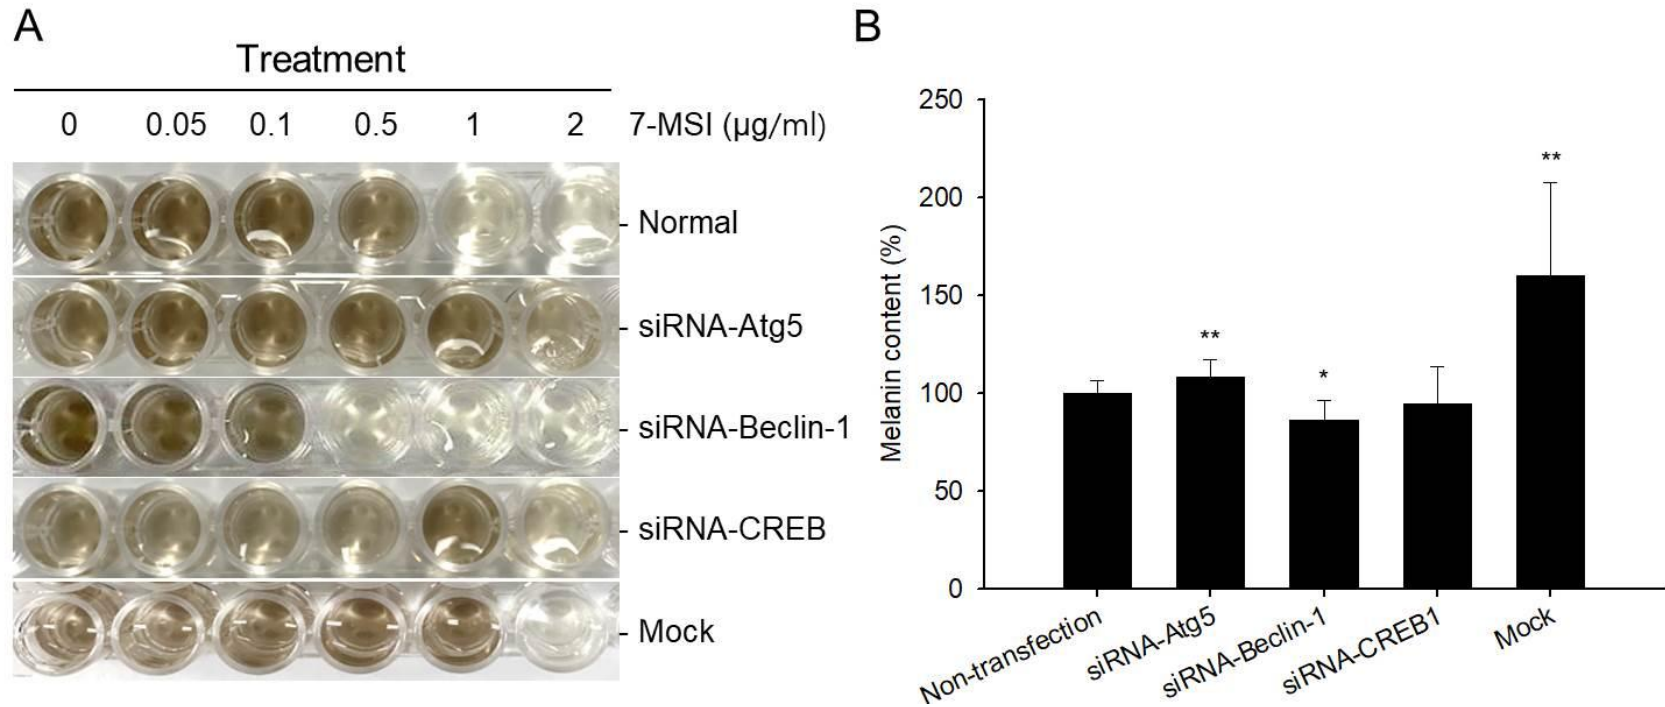 A
Treatment
0 0.05 0.1 0.5 1 2 7-MSI (µg/ml)
- Normal
- siRNA-Atg5
- siRNA-Beclin-1
- siRNA-CREB
- Mock
B
Melanin content (%)
250
200
150
100
50
0
**
*
**
Non-transfection
siRNA-Atg5
siRNA-Beclin-1
siRNA-CREB1
Mock